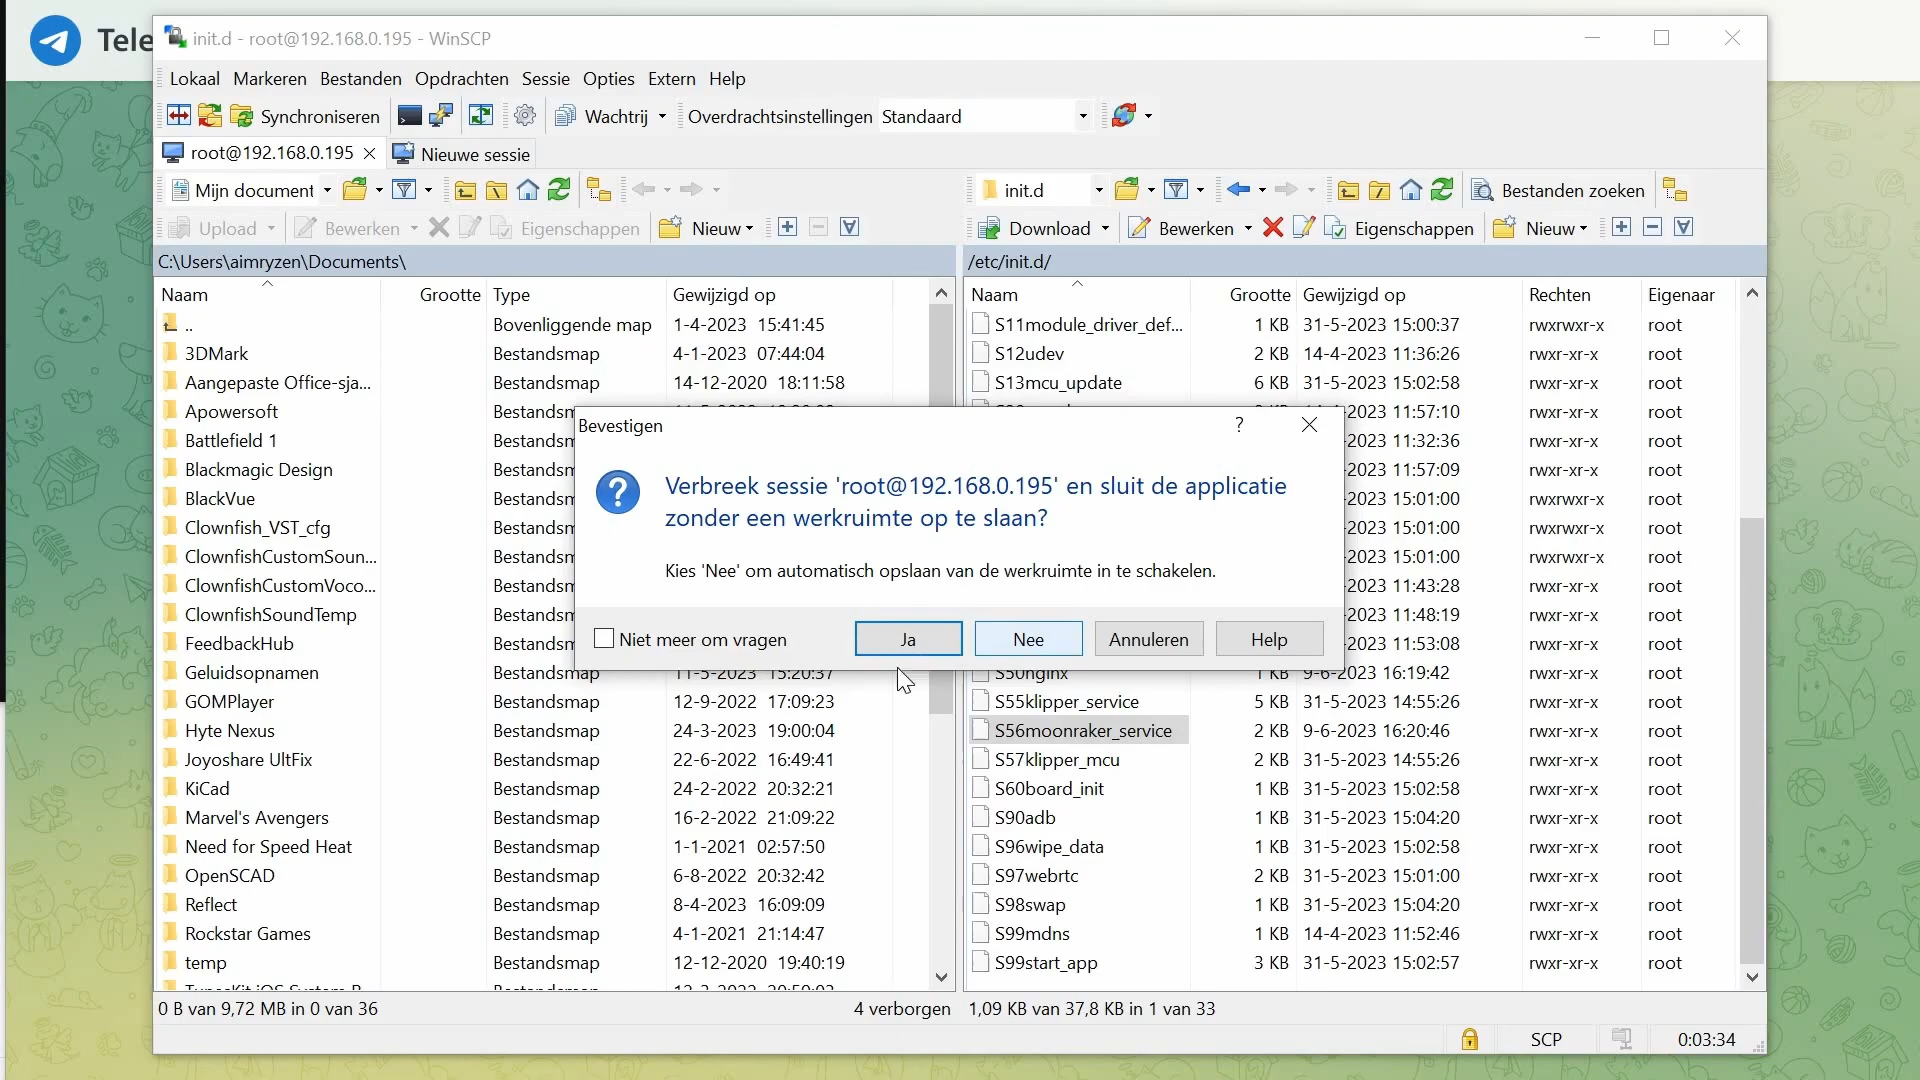 Tele
init.d - root@192.168.0.195 - WinSCP
Lokaal Markeren Bestanden Opdrachten Sessie Opties Extern Help
Synchroniseren Wachtrij Overdrachtsinstellingen Standaard
root@192.168.0.195 Nieuwe sessie
Mijn document init.d Bestanden zoeken
Upload Bewerken Eigenschappen Nieuw Download Bewerken Eigenschappen Nieuw
C:\Users\aimryzen\Documents\ /etc/init.d/
Naam Grootte Type Gewijzigd op Naam Grootte Gewijzigd op Rechten Eigenaar
.. Bovenliggende map 1-4-2023 15:41:45 S11module_driver_def... 1 KB 31-5-2023 15:00:37 rwxrwxr-x root
3DMark Bestandsmap 4-1-2023 07:44:04 S12udev 2 KB 14-4-2023 11:36:26 rwxr-xr-x root
Aangepaste Office-sja... Bestandsmap 14-12-2020 18:11:58 S13mcu_update 6 KB 31-5-2023 15:02:58 rwxr-xr-x root
Apowersoft Bestandsm -2023 11:57:10 rwxr-xr-x root
Battlefield 1 Bestandsm -2023 11:32:36 rwxr-xr-x root
Blackmagic Design Bestandsm -2023 11:57:09 rwxr-xr-x root
BlackVue Bestandsm -2023 15:01:00 rwxr-xr-x root
Clownfish_VST_cfg Bestandsm -2023 15:01:00 rwxr-xr-x root
ClownfishCustomSoun... Bestandsm -2023 15:01:00 rwxrwxr-x root
ClownfishCustomVoco... Bestandsm -2023 11:43:28 rwxr-xr-x root
ClownfishSoundTemp Bestandsm -2023 11:48:19 rwxr-xr-x root
FeedbackHub Bestandsm -2023 11:53:08 rwxr-xr-x root
Bevestigen ?
Verbreek sessie 'root@192.168.0.195' en sluit de applicatie
zonder een werkruimte op te slaan?
Kies 'Nee' om automatisch opslaan van de werkruimte in te schakelen.
Niet meer om vragen Ja Nee Annuleren Help
Geluidsopnamen Bestandsmap 11-5-2023 15:20:37 S50nginx 1 KB 9-6-2023 16:19:42 rwxr-xr-x root
GOMPlayer Bestandsmap 12-9-2022 17:09:23 S55klipper_service 5 KB 31-5-2023 14:55:26 rwxr-xr-x root
Hyte Nexus Bestandsmap 24-3-2023 19:00:04 S56moonraker_service 2 KB 9-6-2023 16:20:46 rwxr-xr-x root
Joyoshare UltFix Bestandsmap 22-6-2022 16:49:41 S57klipper_mcu 2 KB 31-5-2023 14:55:26 rwxr-xr-x root
KiCad Bestandsmap 24-2-2022 20:32:21 S60board_init 1 KB 31-5-2023 15:02:58 rwxr-xr-x root
Marvel's Avengers Bestandsmap 16-2-2022 21:09:22 S90adb 1 KB 31-5-2023 15:04:20 rwxr-xr-x root
Need for Speed Heat Bestandsmap 1-1-2021 02:57:50 S96wipe_data 1 KB 31-5-2023 15:02:58 rwxr-xr-x root
OpenSCAD Bestandsmap 6-8-2022 20:32:42 S97webrtc 2 KB 31-5-2023 15:01:00 rwxr-xr-x root
Reflect Bestandsmap 8-4-2023 16:09:09 S98swap 1 KB 31-5-2023 15:04:20 rwxr-xr-x root
Rockstar Games Bestandsmap 4-1-2021 21:14:47 S99mdns 1 KB 14-4-2023 11:52:46 rwxr-xr-x root
temp Bestandsmap 12-12-2020 19:40:19 S99start_app 3 KB 31-5-2023 15:02:57 rwxr-xr-x root
0 B van 9,72 MB in 0 van 36 4 verborgen 1,09 KB van 37,8 KB in 1 van 33
SCP 0:03:34